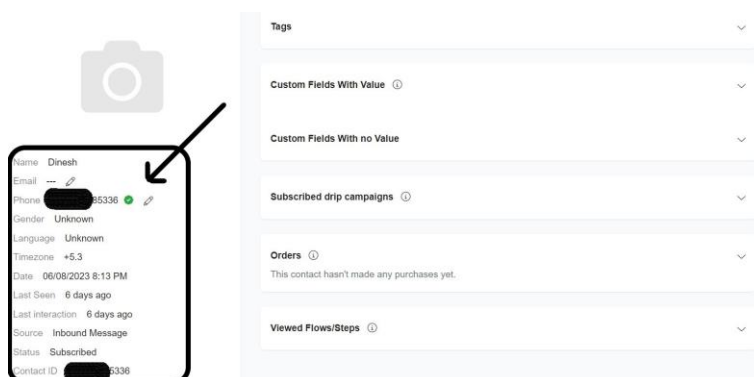 Name Dinesh
Email ---
Phone 85336
Gender Unknown
Language Unknown
Timezone +5.3
Date 06/08/2023 8:13 PM
Last Seen 6 days ago
Last interaction 6 days ago
Source Inbound Message
Status Subscribed
Contact ID 5336
Tags
Custom Fields With Value
Custom Fields With no Value
Subscribed drip campaigns
Orders
This contact hasn't made any purchases yet.
Viewed Flows/Steps